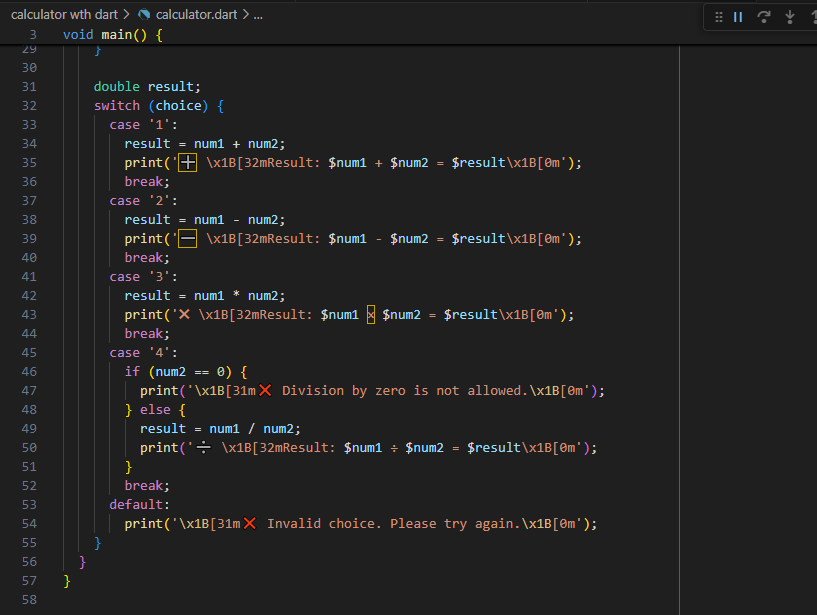 calculator wth dart > calculator.dart > ...
3 void main() {
29 }
30
31 double result;
32 switch (choice) {
33 case '1':
34 result = num1 + num2;
35 print('➕ \x1B[32mResult: $num1 + $num2 = $result\x1B[0m');
36 break;
37 case '2':
38 result = num1 - num2;
39 print('➖ \x1B[32mResult: $num1 - $num2 = $result\x1B[0m');
40 break;
41 case '3':
42 result = num1 * num2;
43 print('✖ \x1B[32mResult: $num1 × $num2 = $result\x1B[0m');
44 break;
45 case '4':
46 if (num2 == 0) {
47 print('\x1B[31m❌ Division by zero is not allowed.\x1B[0m');
48 } else {
49 result = num1 / num2;
50 print('➗ \x1B[32mResult: $num1 ÷ $num2 = $result\x1B[0m');
51 }
52 break;
53 default:
54 print('\x1B[31m❌ Invalid choice. Please try again.\x1B[0m');
55 }
56 }
57 }
58